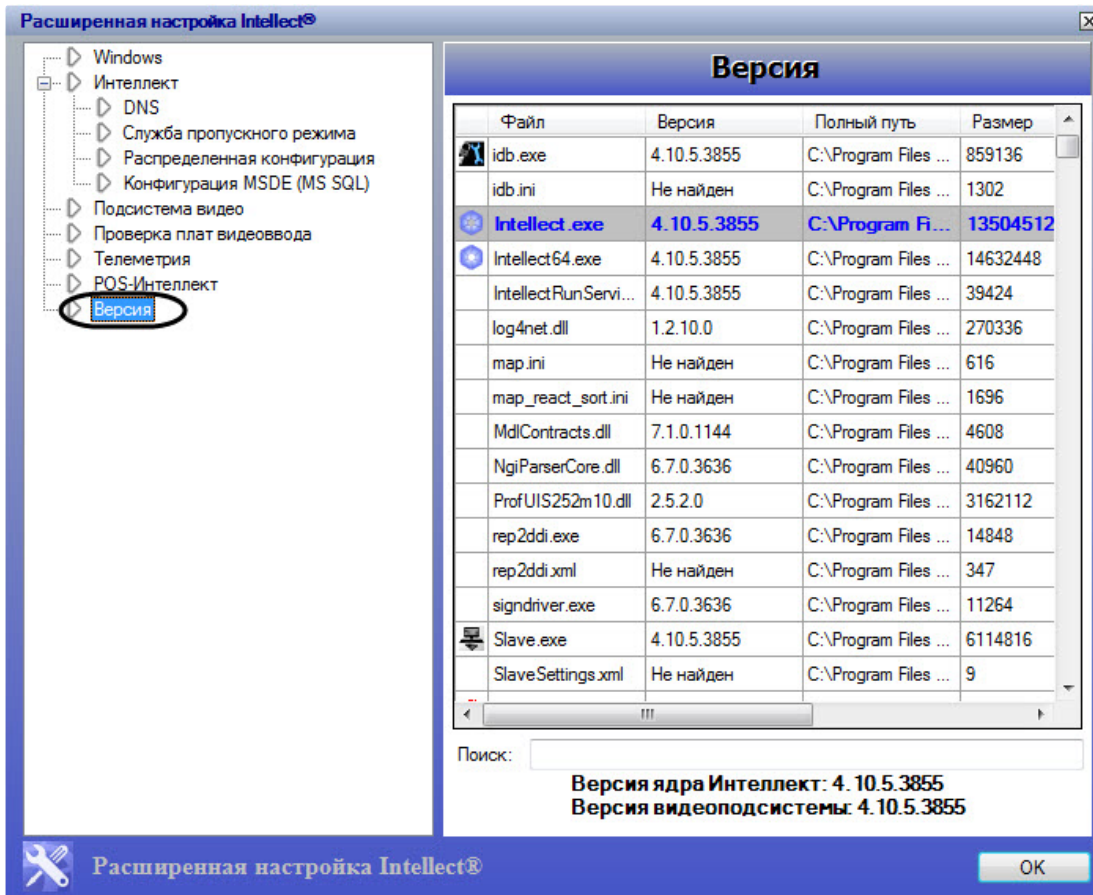 Расширенная настройка Intellect®
Windows
Интеллект
DNS
Служба пропускного режима
Распределенная конфигурация
Конфигурация MSDE (MS SQL)
Подсистема видео
Проверка плат видеоввода
Телеметрия
POS-Интеллект
Версия
Версия
Файл Версия Полный путь Размер
idb.exe 4.10.5.3855 C:\Program Files ... 859136
idb.ini Не найден C:\Program Files ... 1302
Intellect.exe 4.10.5.3855 C:\Program Fi... 13504512
Intellect64.exe 4.10.5.3855 C:\Program Files ... 14632448
IntellectRunServi... 4.10.5.3855 C:\Program Files ... 39424
log4net.dll 1.2.10.0 C:\Program Files ... 270336
map.ini Не найден C:\Program Files ... 616
map_react_sort.ini Не найден C:\Program Files ... 1696
MdlContracts.dll 7.1.0.1144 C:\Program Files ... 4608
NgiParserCore.dll 6.7.0.3636 C:\Program Files ... 40960
ProfUIS252m10.dll 2.5.2.0 C:\Program Files ... 3162112
rep2ddi.exe 6.7.0.3636 C:\Program Files ... 14848
rep2ddi.xml Не найден C:\Program Files ... 347
signdriver.exe 6.7.0.3636 C:\Program Files ... 11264
Slave.exe 4.10.5.3855 C:\Program Files ... 6114816
SlaveSettings.xml Не найден C:\Program Files ... 9
Поиск:
Версия ядра Интеллект: 4.10.5.3855
Версия видеоподсистемы: 4.10.5.3855
Расширенная настройка Intellect®
OK